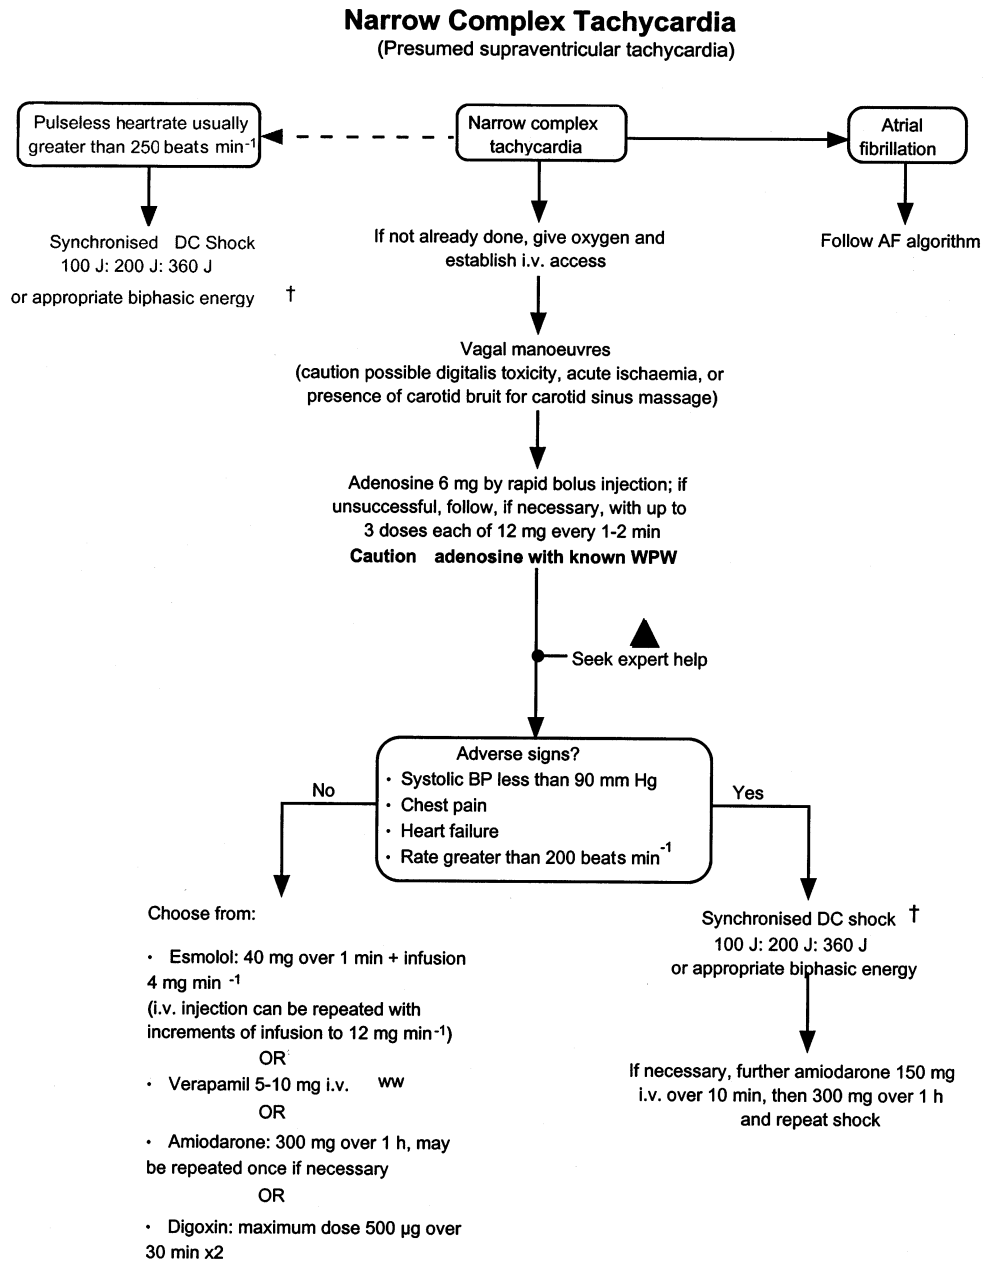 Narrow Complex Tachycardia
(Presumed supraventricular tachycardia)
Pulseless heartrate usually
greater than 250 beats min-1
Narrow complex
tachycardia
Atrial
fibrillation
Synchronised DC Shock
100 J: 200 J: 360 J
or appropriate biphasic energy †
If not already done, give oxygen and
establish i.v. access
Follow AF algorithm
Vagal manoeuvres
(caution possible digitalis toxicity, acute ischaemia, or
presence of carotid bruit for carotid sinus massage)
Adenosine 6 mg by rapid bolus injection; if
unsuccessful, follow, if necessary, with up to
3 doses each of 12 mg every 1-2 min
Caution adenosine with known WPW
Seek expert help
Adverse signs?
· Systolic BP less than 90 mm Hg
· Chest pain
· Heart failure
· Rate greater than 200 beats min-1
No
Yes
Choose from:
· Esmolol: 40 mg over 1 min + infusion
4 mg min -1
(i.v. injection can be repeated with
increments of infusion to 12 mg min-1)
OR
· Verapamil 5-10 mg i.v. ww
OR
· Amiodarone: 300 mg over 1 h, may
be repeated once if necessary
OR
· Digoxin: maximum dose 500 µg over
30 min x2
Synchronised DC shock †
100 J: 200 J: 360 J
or appropriate biphasic energy
If necessary, further amiodarone 150 mg
i.v. over 10 min, then 300 mg over 1 h
and repeat shock